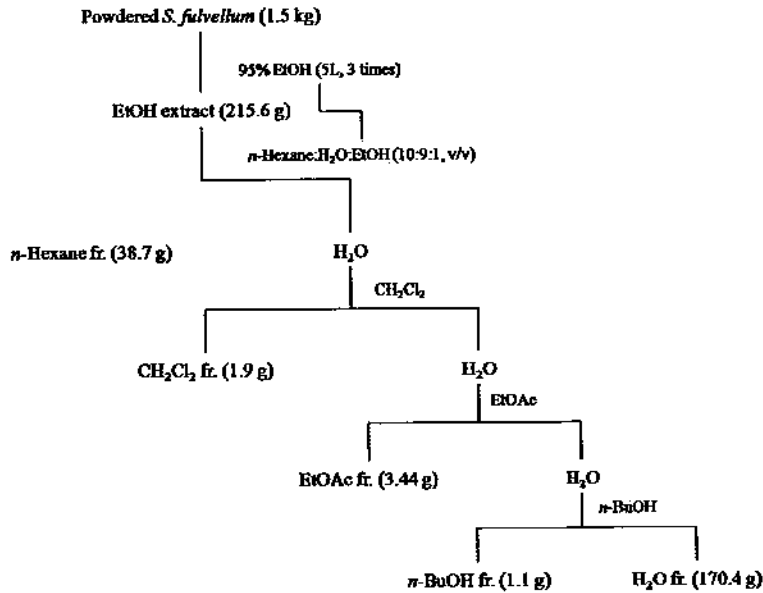 Powdered S. fulvellum (1.5 kg)
95% EtOH (5L, 3 times)
EtOH extract (215.6 g)
n-Hexane:H₂O:EtOH (10:9:1, v/v)
n-Hexane fr. (38.7 g)
H₂O
CH₂Cl₂
CH₂Cl₂ fr. (1.9 g)
H₂O
EtOAc
EtOAc fr. (3.44 g)
H₂O
n-BuOH
n-BuOH fr. (1.1 g)
H₂O fr. (170.4 g)